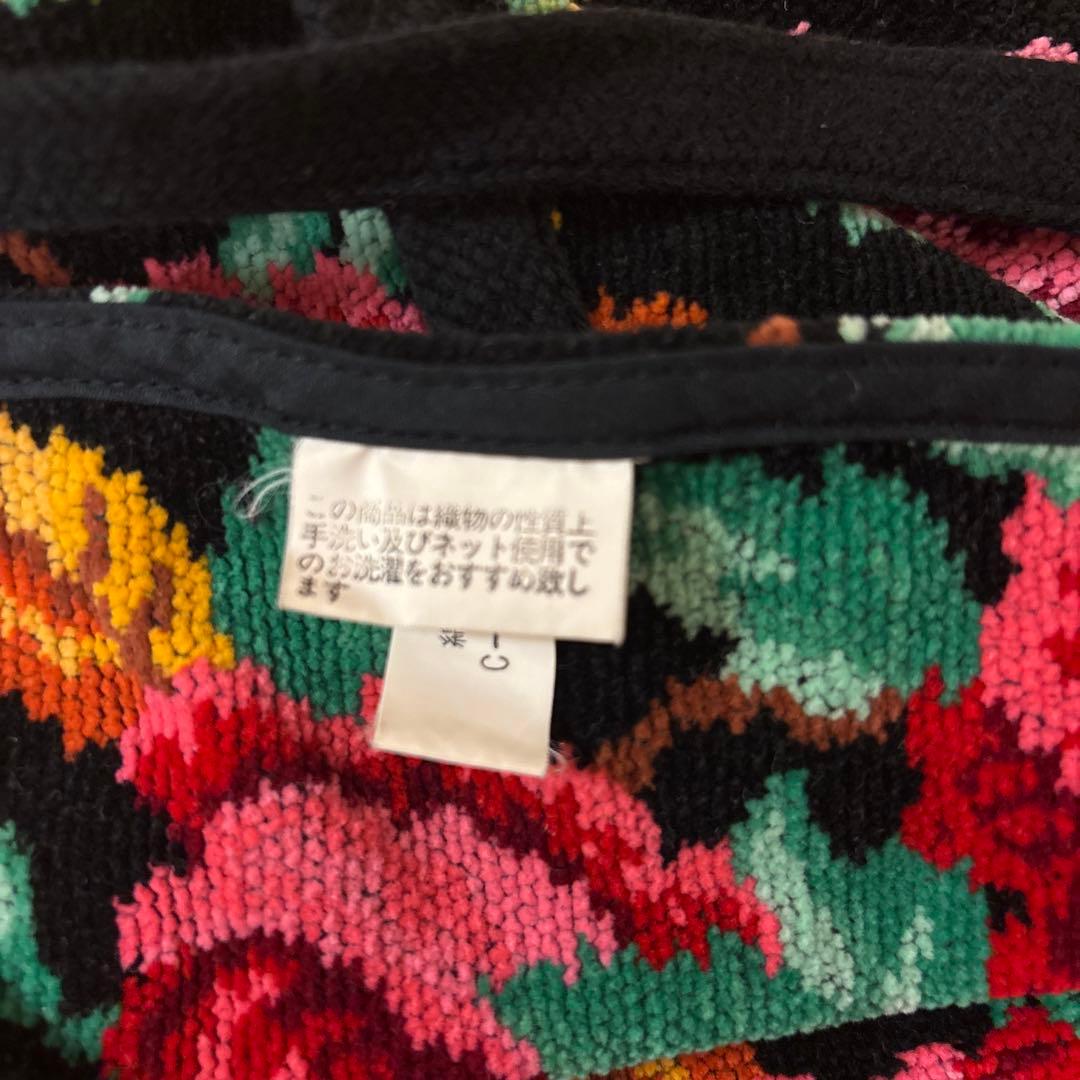 この商品は織物の性質上
手洗い及びネット使用で
のお洗濯をおすすめ致し
ます
綿
C-